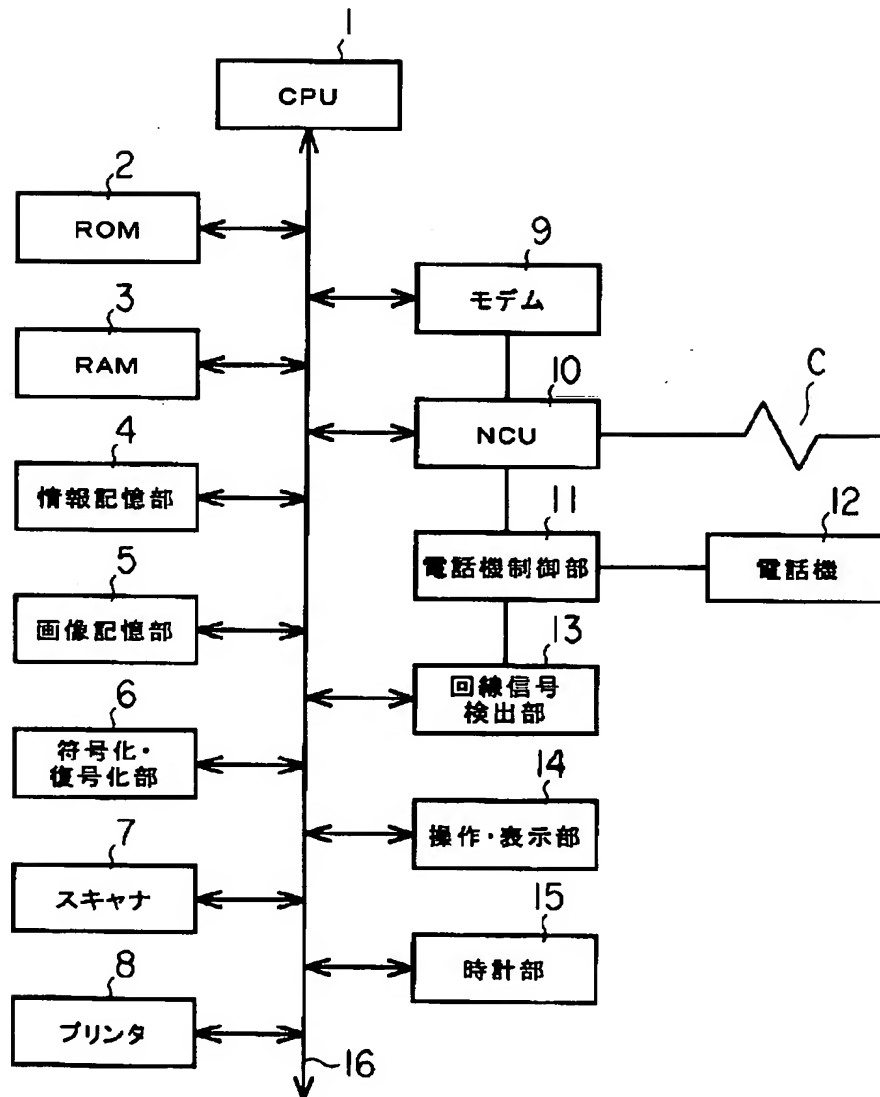 1
CPU
2
ROM
9
モデム
3
RAM
10
NCU
C
4
情報記憶部
11
電話機制御部
12
電話機
5
画像記憶部
13
回線信号
検出部
6
符号化・
復号化部
14
操作・表示部
7
スキャナ
15
時計部
8
プリンタ
16